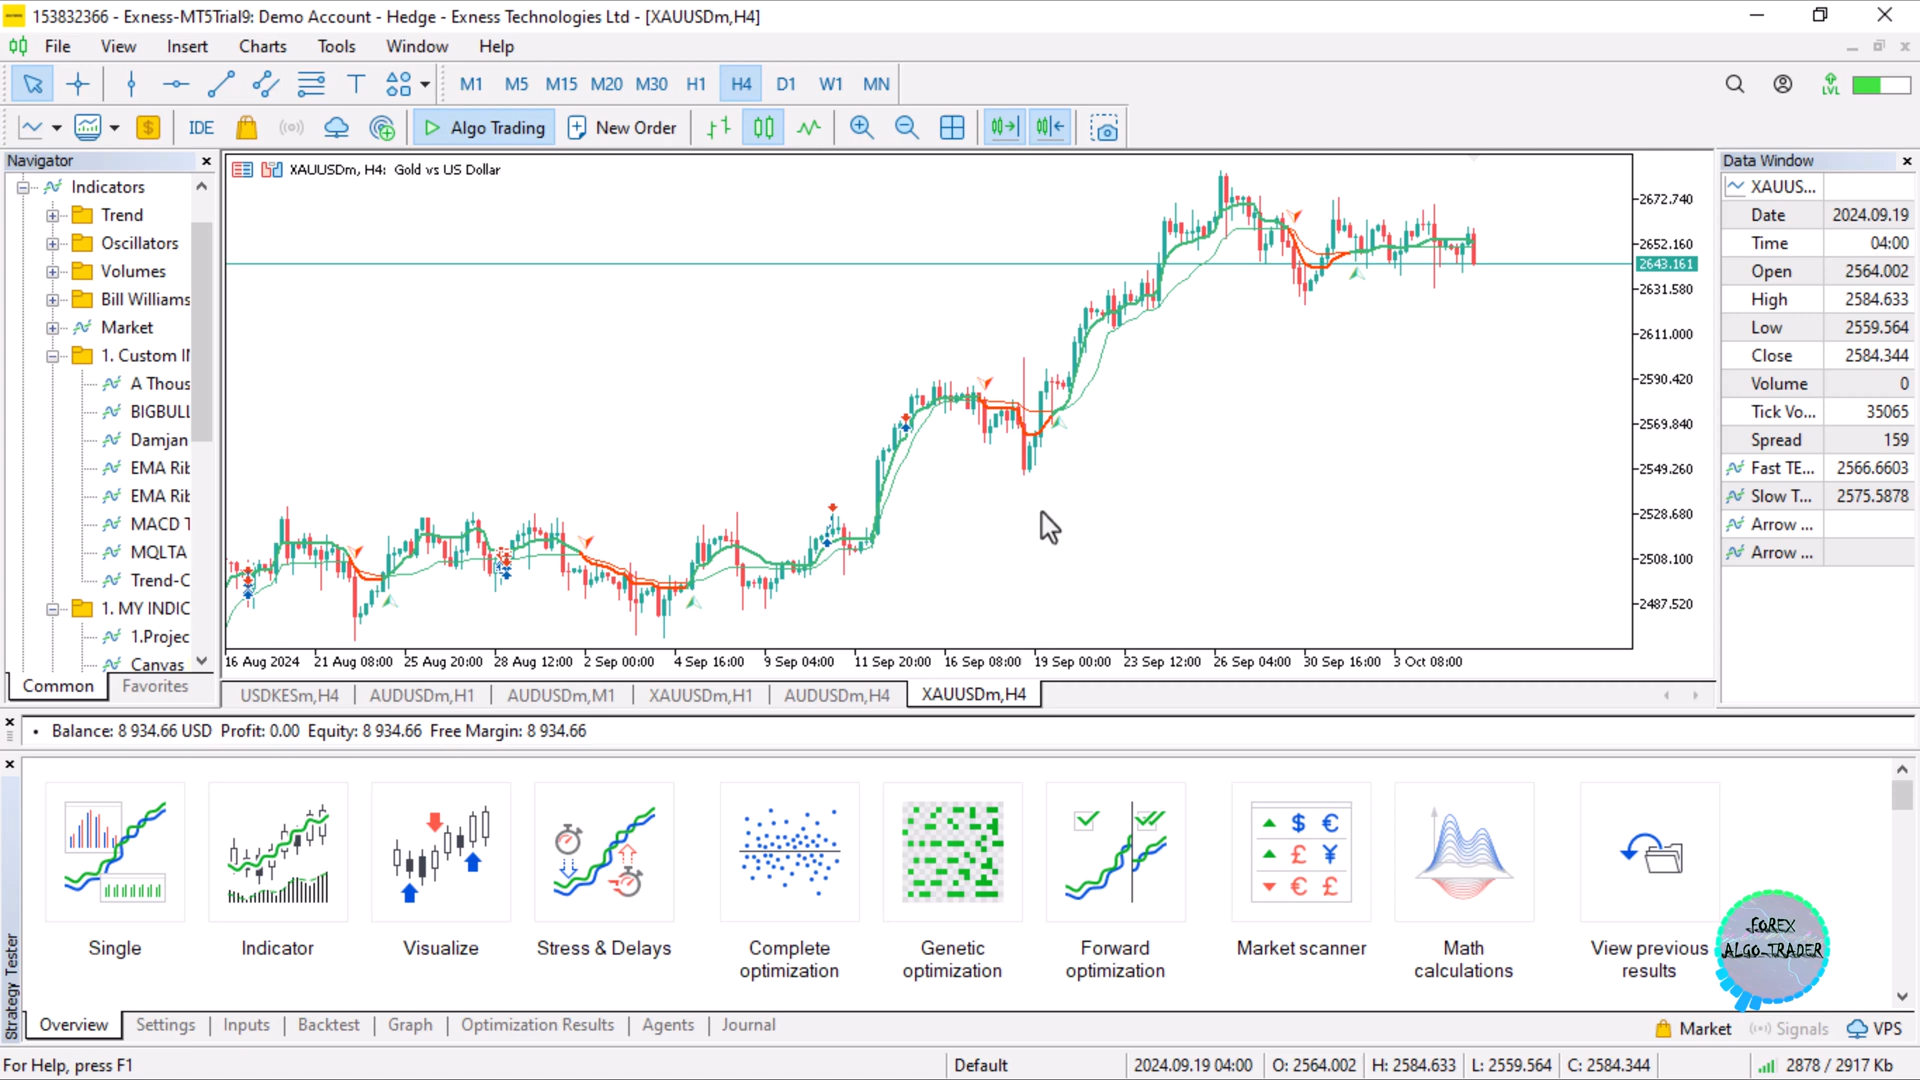 153832366 - Exness-MT5Trial9: Demo Account - Hedge - Exness Technologies Ltd - [XAUUSDm,H4]
File View Insert Charts Tools Window Help
M1 M5 M15 M20 M30 H1 H4 D1 W1 MN
LVL
IDE Algo Trading New Order
Navigator
Indicators
Trend
Oscillators
Volumes
Bill Williams
Market
1. Custom I
A Thous
BIGBULL
Damjan
EMA Rib
EMA Rib
MACD T
MQLTA
Trend-C
1. MY INDIC
1.Projec
Canvas
Common Favorites
XAUUSDm, H4: Gold vs US Dollar
2672.740
2652.160
2643.161
2631.580
2611.000
2590.420
2569.840
2549.260
2528.680
2508.100
2487.520
16 Aug 2024 21 Aug 08:00 25 Aug 20:00 28 Aug 12:00 2 Sep 00:00 4 Sep 16:00 9 Sep 04:00 11 Sep 20:00 16 Sep 08:00 19 Sep 00:00 23 Sep 12:00 26 Sep 04:00 30 Sep 16:00 3 Oct 08:00
USDKESm,H4 AUDUSDm,H1 AUDUSDm,M1 XAUUSDm,H1 AUDUSDm,H4 XAUUSDm,H4
Data Window
XAUUS...
Date 2024.09.19
Time 04:00
Open 2564.002
High 2584.633
Low 2559.564
Close 2584.344
Volume 0
Tick Vo... 35065
Spread 159
Fast TE... 2566.6603
Slow T... 2575.5878
Arrow ...
Arrow ...
• Balance: 8 934.66 USD Profit: 0.00 Equity: 8 934.66 Free Margin: 8 934.66
Strategy Tester
Single
Indicator
Visualize
Stress & Delays
Complete
optimization
Genetic
optimization
Forward
optimization
Market scanner
Math
calculations
View previous
results
FOREX
ALGO-TRADER
Overview Settings Inputs Backtest Graph Optimization Results Agents Journal
Market Signals VPS
For Help, press F1
Default
2024.09.19 04:00 O: 2564.002 H: 2584.633 L: 2559.564 C: 2584.344
2878 / 2917 Kb